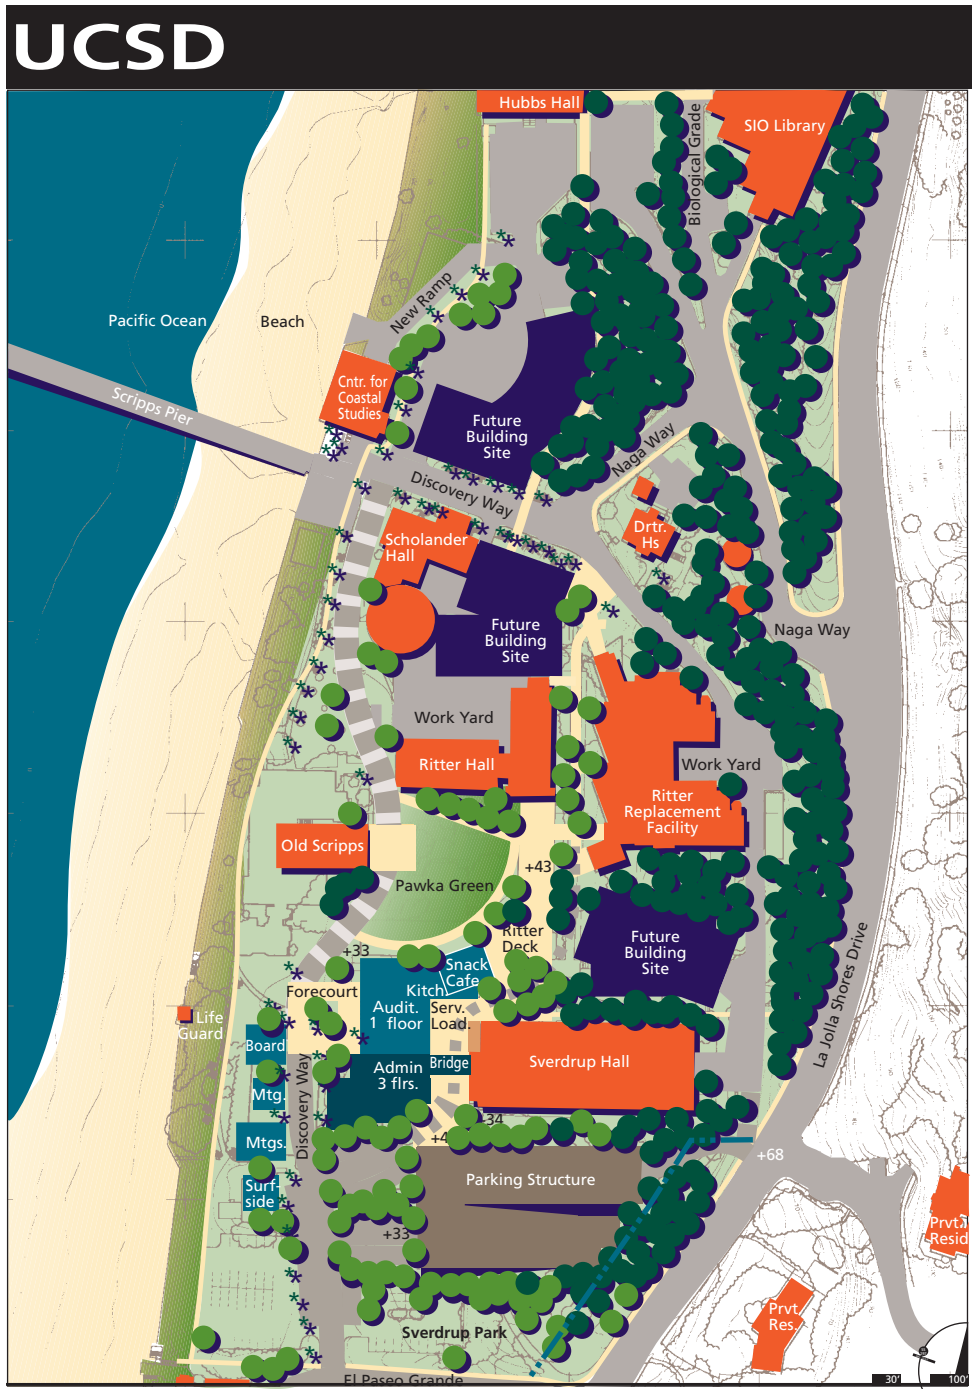 UCSD
Hubbs Hall
SIO Library
Biological Grade
New Ramp
Pacific Ocean
Beach
Scripps Pier
Cntr. for
Coastal
Studies
Future
Building
Site
Naga Way
Discovery Way
Drtr.
Hs
Scholander
Hall
Future
Building
Site
Naga Way
Work Yard
Ritter Hall
Work Yard
Ritter
Replacement
Facility
Old Scripps
+43
Pawka Green
Ritter
Deck
+33
Future
Building
Site
La Jolla Shores Drive
Snack
Cafe
Kitch.
Forecourt
Audit.
1 floor
Serv.
Load.
Life
Guard
Board
Bridge
Sverdrup Hall
Admin
3 flrs.
Mtg.
Discovery Way
Mtgs.
+68
Parking Structure
Surf-
side
+33
Prvt.
Resid
Prvt.
Res.
Sverdrup Park
El Paseo Grande
30'
100'